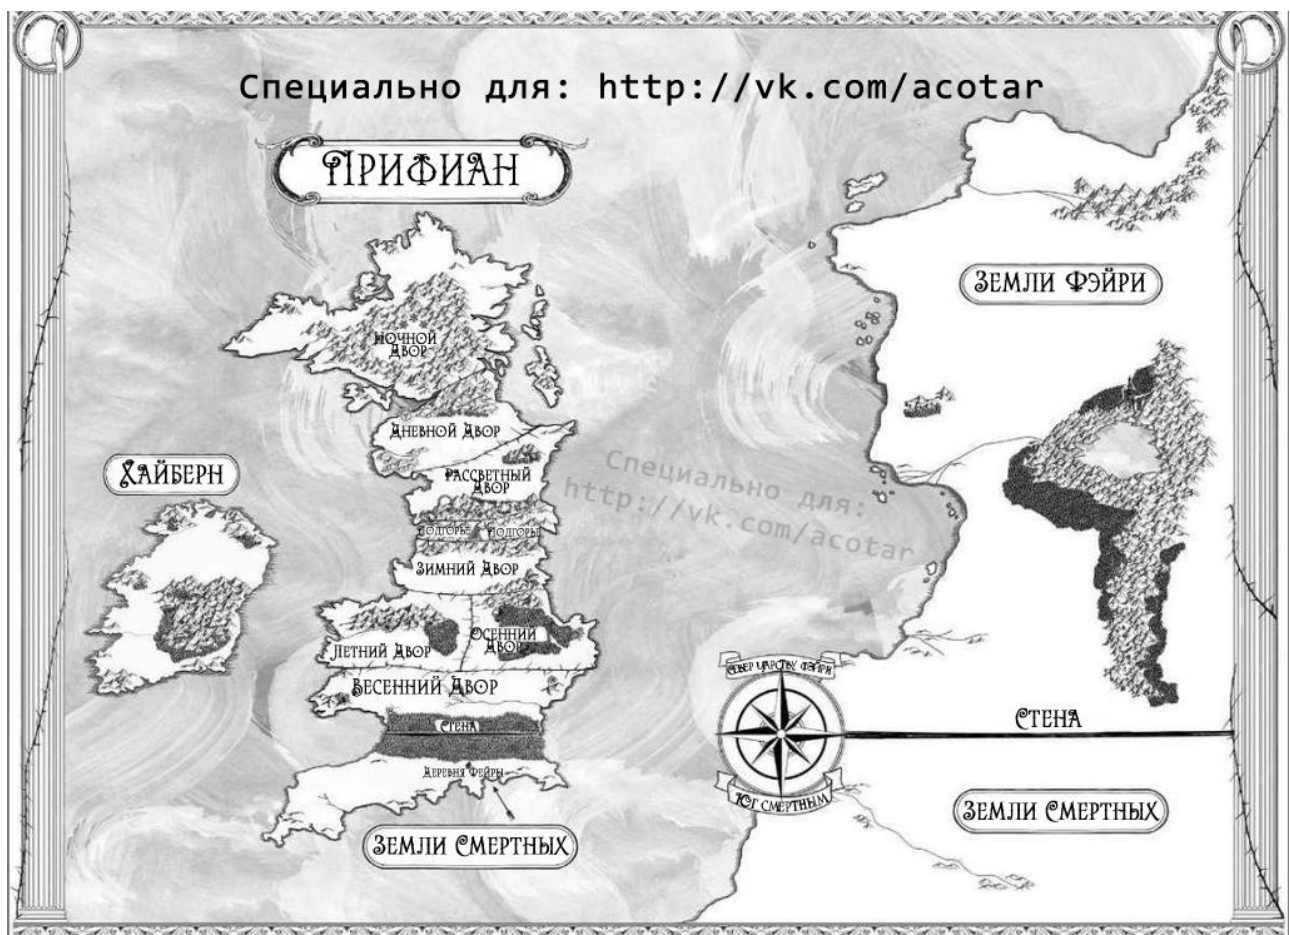 Специально для: http://vk.com/acotar
Прифиан
Земли Фэйри
Ночной
Двор
Дневной Двор
Хайберн
Рассветный
Двор
Специально для:
http://vk.com/acotar
Подгорье
Подгорье
Зимний Двор
Летний Двор
Осенний
Двор
Север царству фэйри
Весенний Двор
Стена
Стена
Деревня Фейры
Юг смертным
Земли Смертных
Земли Смертных